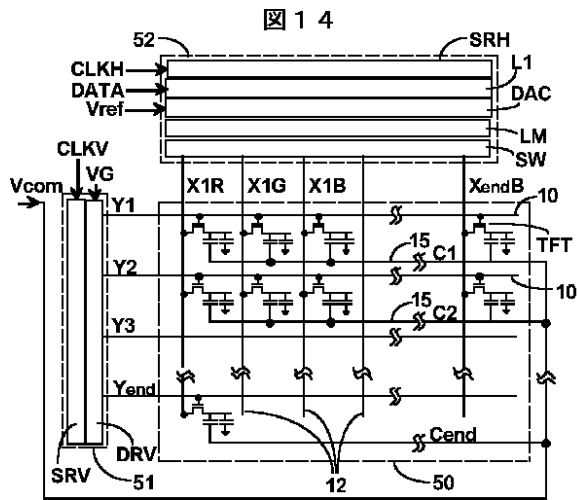 図14
52
SRH
CLKH
L1
DATA
DAC
Vref
LM
SW
CLKV
VG
Vcom
X1R X1G X1B XendB
Y1
10
TFT
15
C1
Y2
10
15
C2
Y3
Yend
Cend
SRV
DRV
51
12
50